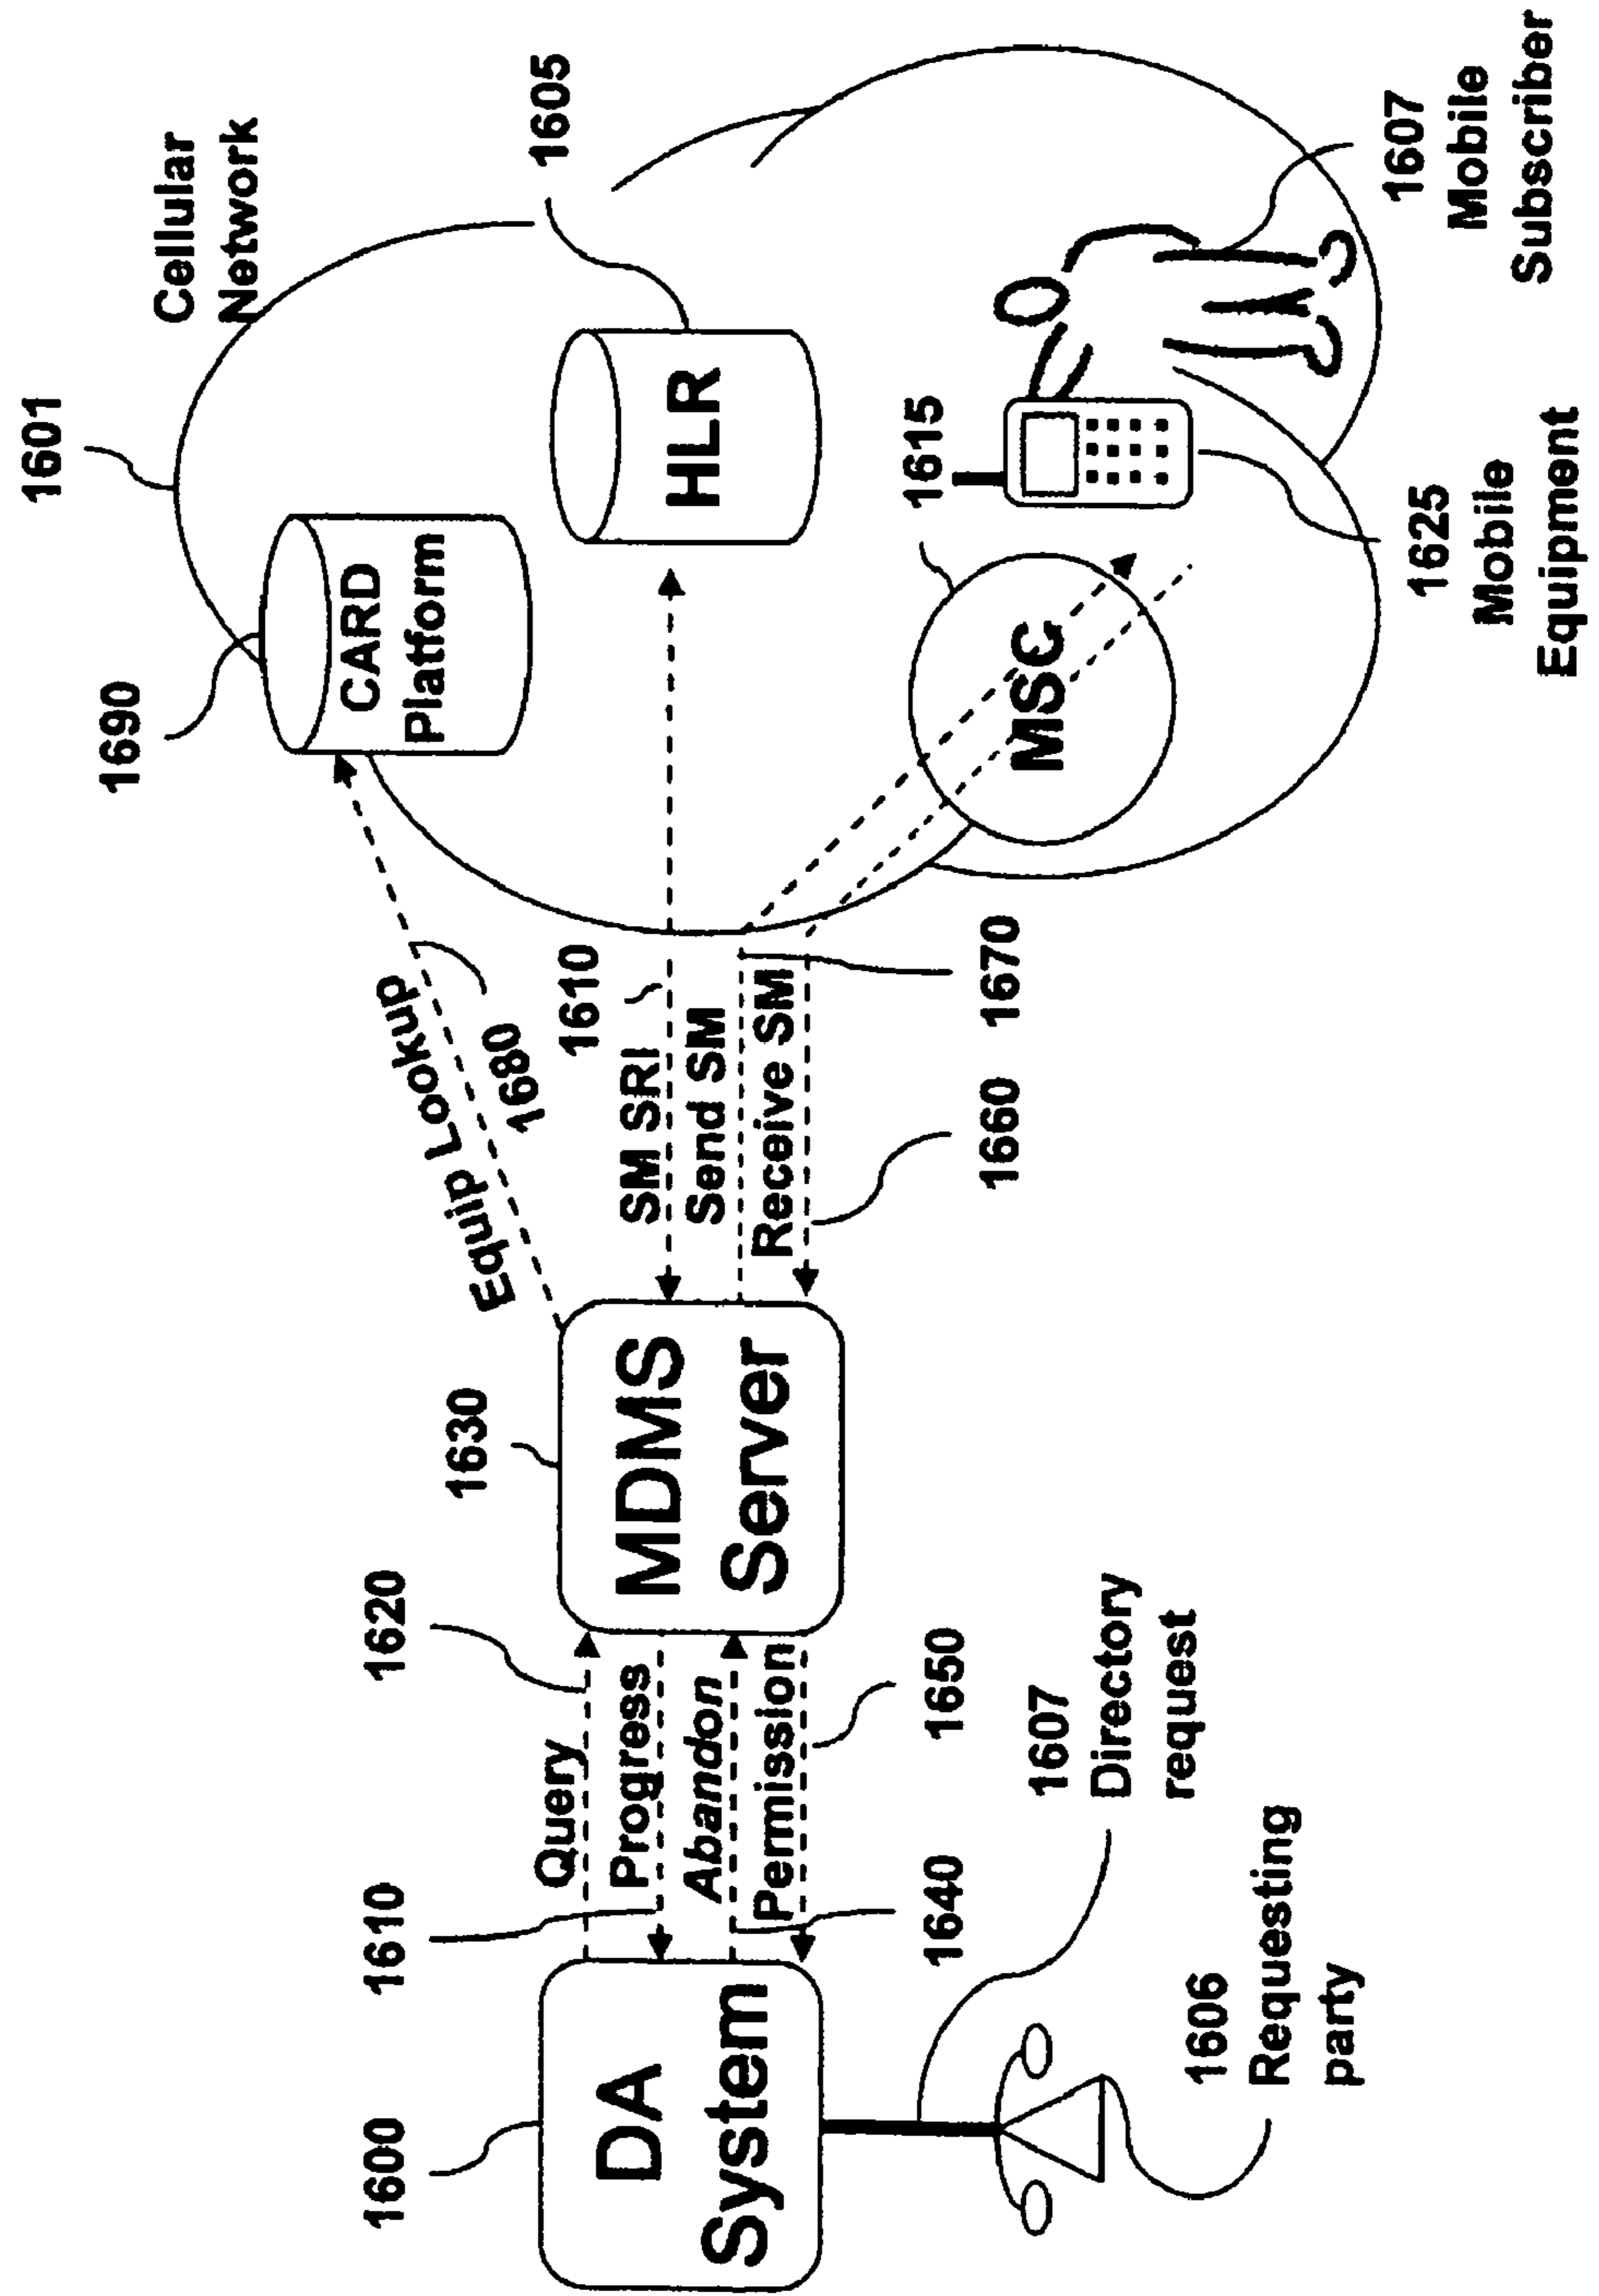 1601
Cellular
Network
1690
CARD
Platform
1605
HLR
1615
MSC
1607
Mobile
Subscriber
1625
Mobile
Equipment
Equip Lookup
1680
1610
SM SRI
Send SM
Receive SM
1670
1660
1630
MDMS
Server
1620
Query
Progress
Abandon
Permission
1610
1640
1650
1600
DA
System
1607
Directory
request
1606
Requesting
party